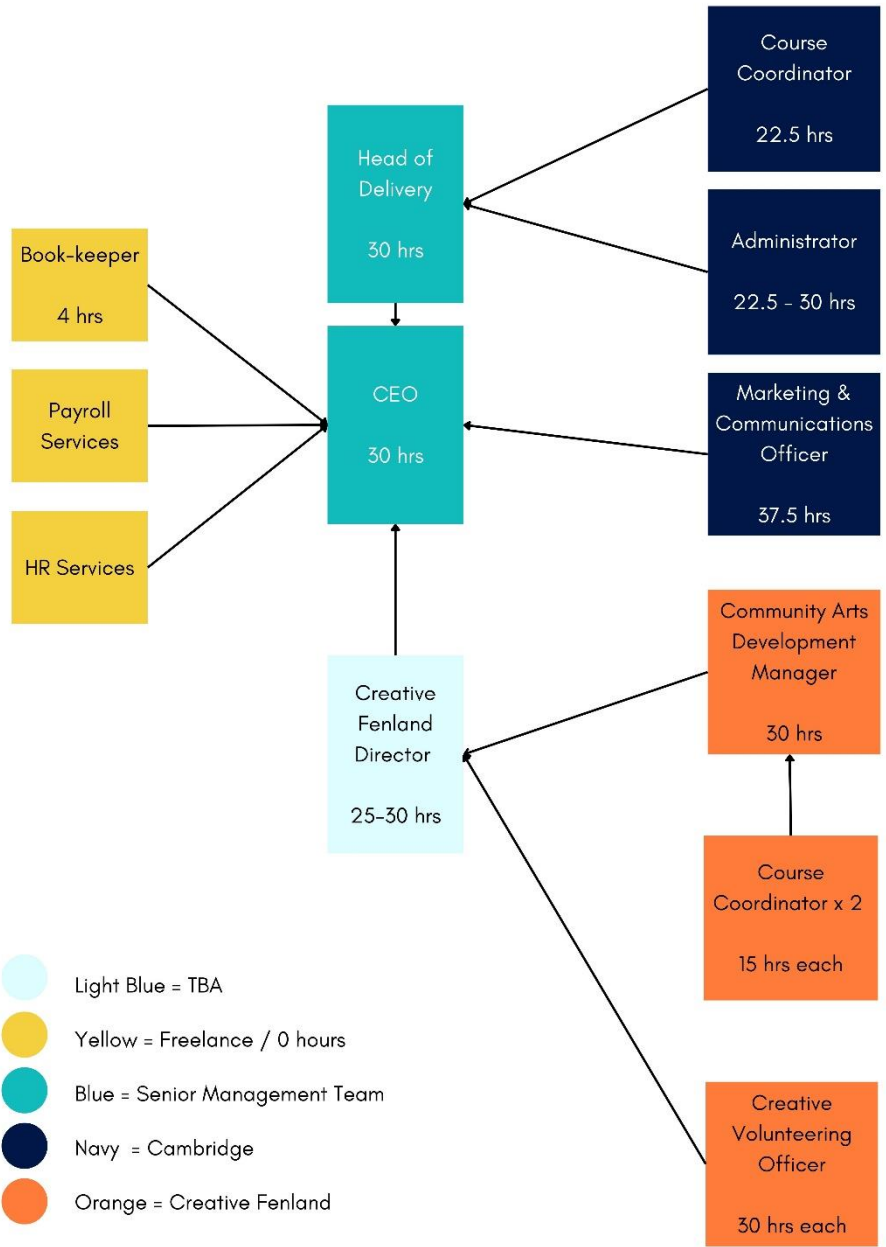 Course
Coordinator
22.5 hrs
Head of
Delivery
30 hrs
Administrator
22.5 - 30 hrs
Book-keeper
4 hrs
CEO
30 hrs
Payroll
Services
Marketing &
Communications
Officer
37.5 hrs
HR Services
Community Arts
Development
Manager
30 hrs
Creative
Fenland
Director
25-30 hrs
Course
Coordinator x 2
15 hrs each
Creative
Volunteering
Officer
30 hrs each
Light Blue = TBA
Yellow = Freelance / 0 hours
Blue = Senior Management Team
Navy = Cambridge
Orange = Creative Fenland